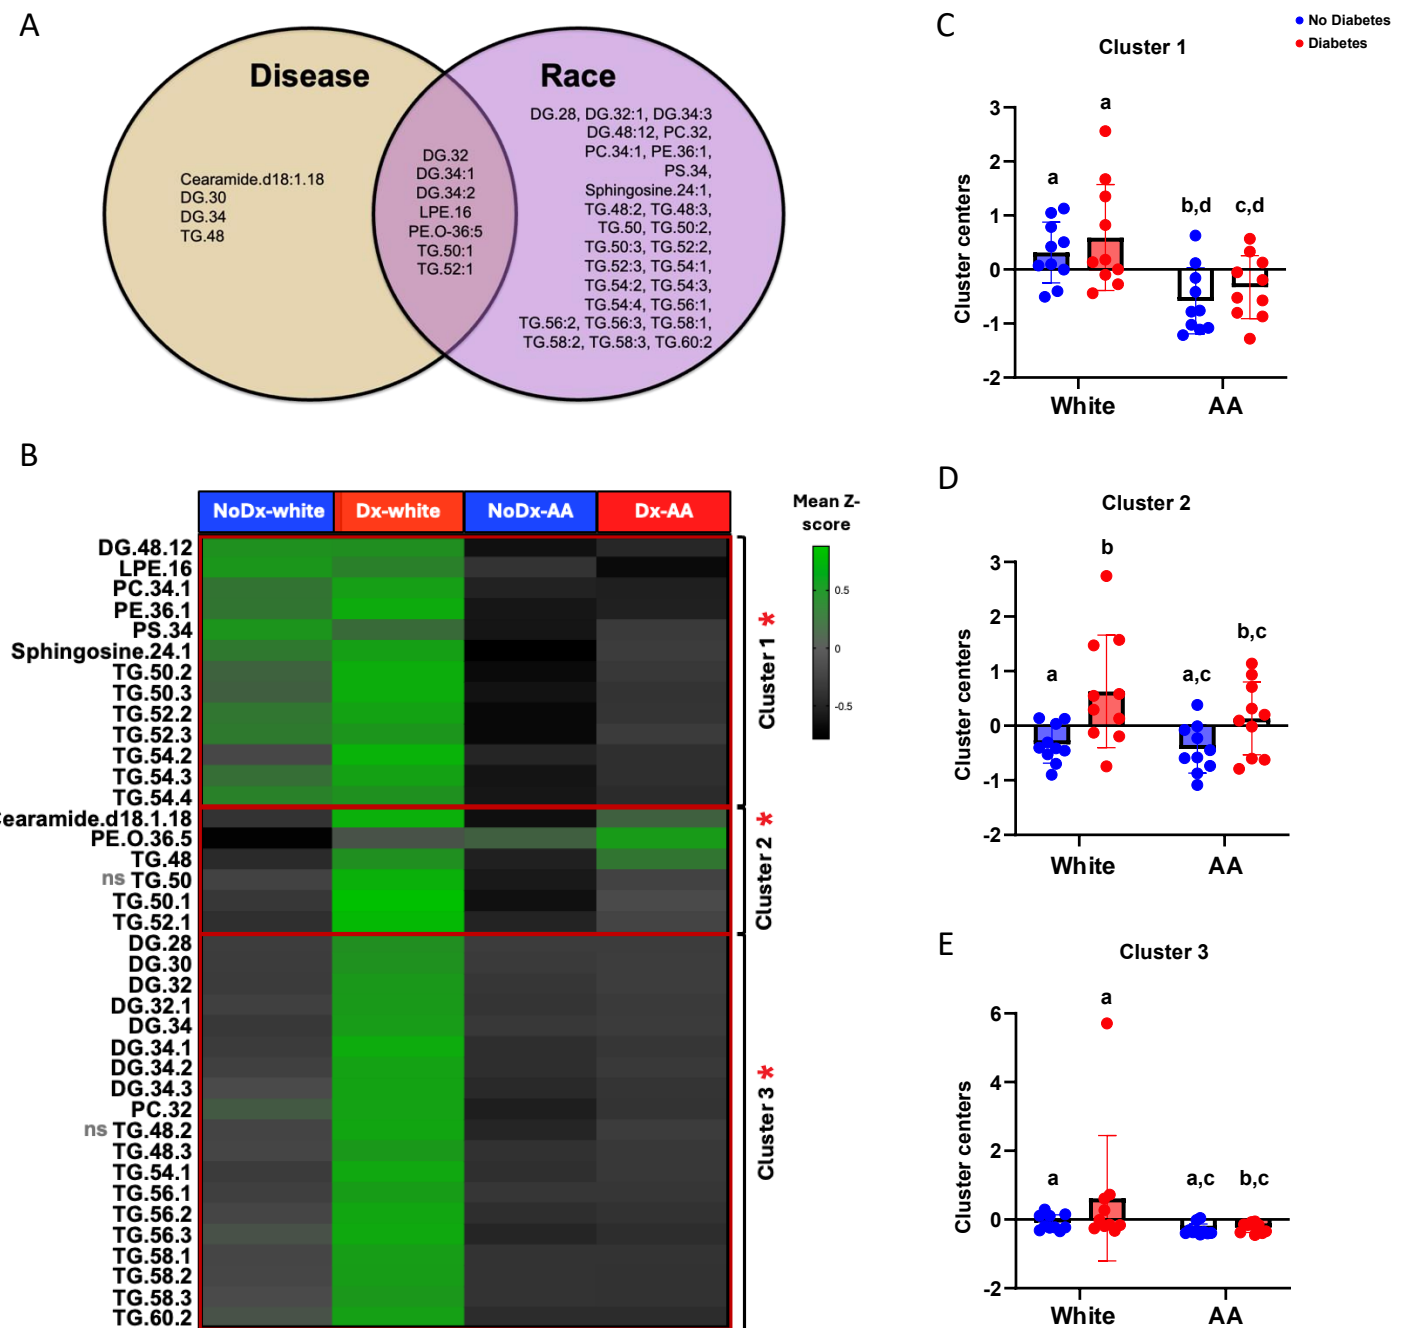 A
Disease
Race
Cearamide.d18:1.18
DG.30
DG.34
TG.48
DG.32
DG.34:1
DG.34:2
LPE.16
PE.O-36:5
TG.50:1
TG.52:1
DG.28, DG.32:1, DG.34:3
DG.48:12, PC.32,
PC.34:1, PE.36:1,
PS.34,
Sphingosine.24:1,
TG.48:2, TG.48:3,
TG.50, TG.50:2,
TG.50:3, TG.52:2,
TG.52:3, TG.54:1,
TG.54:2, TG.54:3,
TG.54:4, TG.56:1,
TG.56:2, TG.56:3, TG.58:1,
TG.58:2, TG.58:3, TG.60:2
B
NoDx-white Dx-white NoDx-AA Dx-AA
Mean Z-
score
0.5
0
-0.5
DG.48.12
LPE.16
PC.34.1
PE.36.1
PS.34
Sphingosine.24.1
TG.50.2
TG.50.3
TG.52.2
TG.52.3
TG.54.2
TG.54.3
TG.54.4
Cluster 1 *
earamide.d18.1.18
PE.O.36.5
TG.48
ns TG.50
TG.50.1
TG.52.1
Cluster 2 *
DG.28
DG.30
DG.32
DG.32.1
DG.34
DG.34.1
DG.34.2
DG.34.3
PC.32
ns TG.48.2
TG.48.3
TG.54.1
TG.56.1
TG.56.2
TG.56.3
TG.58.1
TG.58.2
TG.58.3
TG.60.2
Cluster 3 *
C
No Diabetes
Diabetes
Cluster 1
Cluster centers
3
2
1
0
-1
-2
a
a
b,d
c,d
White AA
D
Cluster 2
Cluster centers
3
2
1
0
-1
-2
a
b
a,c
b,c
White AA
E
Cluster 3
Cluster centers
6
4
2
0
-2
a
a
a,c
b,c
White AA